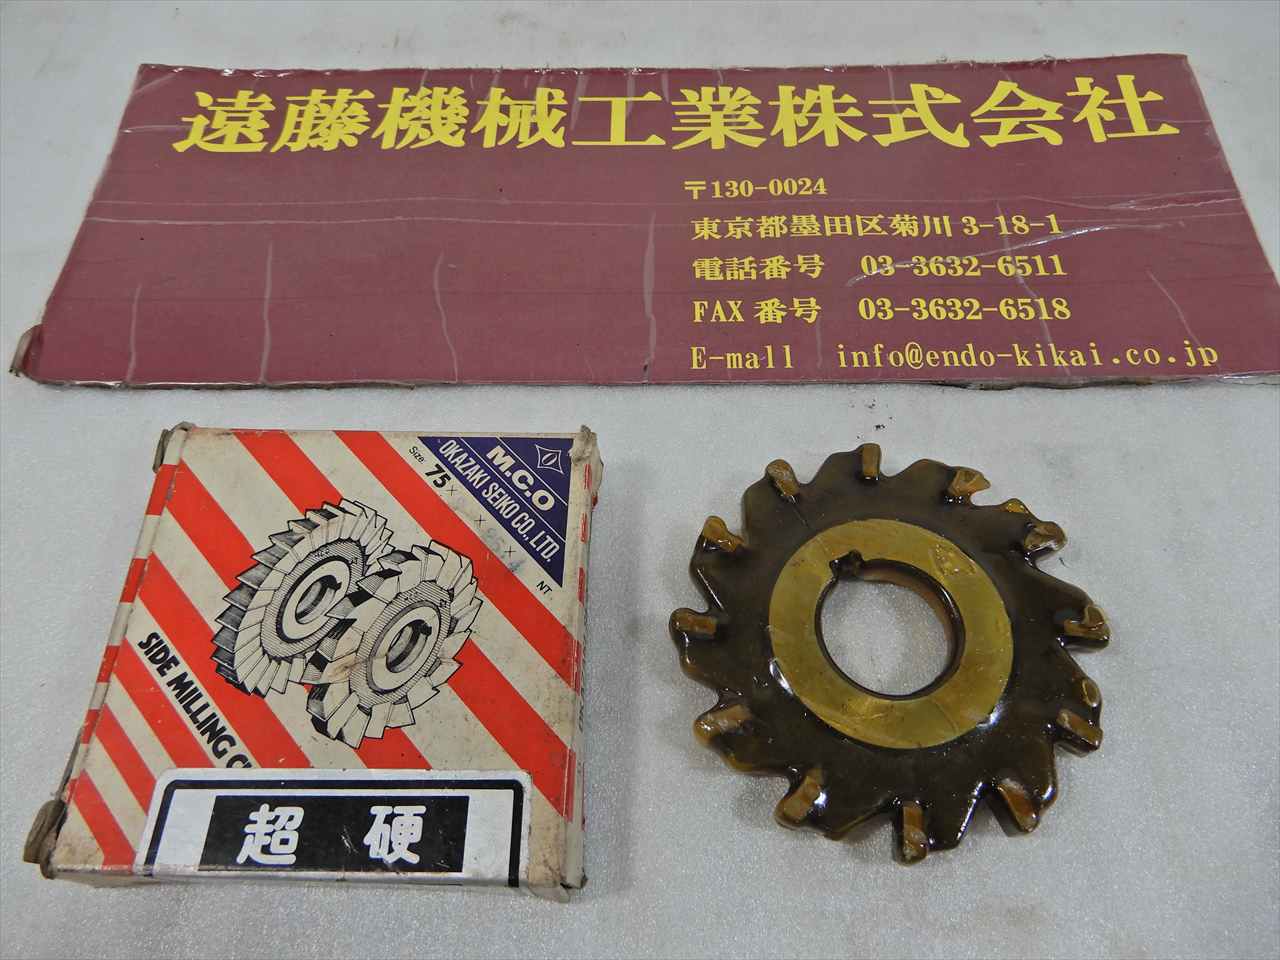 遠藤機械工業株式会社
〒130-0024
東京都墨田区菊川 3-18-1
電話番号 03-3632-6511
FAX 番号 03-3632-6518
E-mall info@endo-kikai.co.jp
M.C.O
OKAZAKI SEIKO CO., LTD.
Size: 75 × × ×
NT.
SIDE MILLING C
超硬